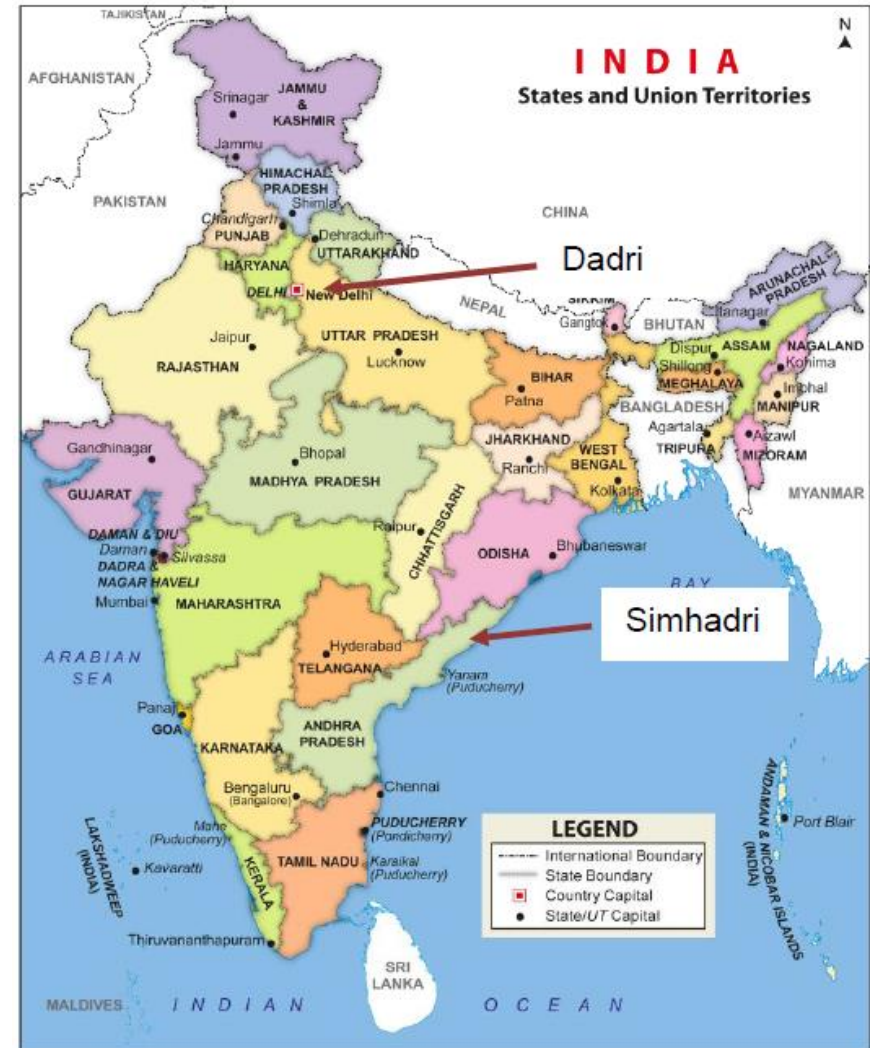 TAJIKISTAN
N
INDIA
States and Union Territories
AFGHANISTAN
JAMMU
&
KASHMIR
Srinagar
Jammu
HIMACHAL
PRADESH
Shimla
PAKISTAN
CHINA
Chandigarh
PUNJAB
Dehradun
UTTARAKHAND
Dadri
HARYANA
DELHI
New Delhi
ARUNACHAL
PRADESH
NEPAL
SIKKIM
Gangtok
BHUTAN
Itanagar
Jaipur
RAJASTHAN
UTTAR PRADESH
Lucknow
Dispur
ASSAM
NAGALAND
Shillong
Kohima
MEGHALAYA
BIHAR
Patna
Imphal
MANIPUR
BANGLADESH
Agartala
TRIPURA
Aizawl
MIZORAM
Gandhinagar
GUJARAT
Bhopal
MADHYA PRADESH
JHARKHAND
Ranchi
WEST
BENGAL
Kolkata
MYANMAR
Raipur
CHHATTISGARH
ODISHA
Bhubaneswar
DAMAN & DIU
Daman
Silvassa
DADRA &
NAGAR HAVELI
Mumbai
MAHARASHTRA
BAY
Simhadri
Hyderabad
TELANGANA
ARABIAN
SEA
Yanam
(Puducherry)
Panaji
GOA
KARNATAKA
ANDHRA
PRADESH
Bengaluru
(Bangalore)
Chennai
Mahe
(Puducherry)
PUDUCHERRY
(Pondicherry)
LAKSHADWEEP
(INDIA)
Kavaratti
KERALA
TAMIL NADU
Karaikal
(Puducherry)
ANDAMAN & NICOBAR ISLANDS
(INDIA)
Port Blair
LEGEND
International Boundary
State Boundary
Country Capital
State/UT Capital
Thiruvananthapuram
SRI
LANKA
MALDIVES
INDIAN OCEAN